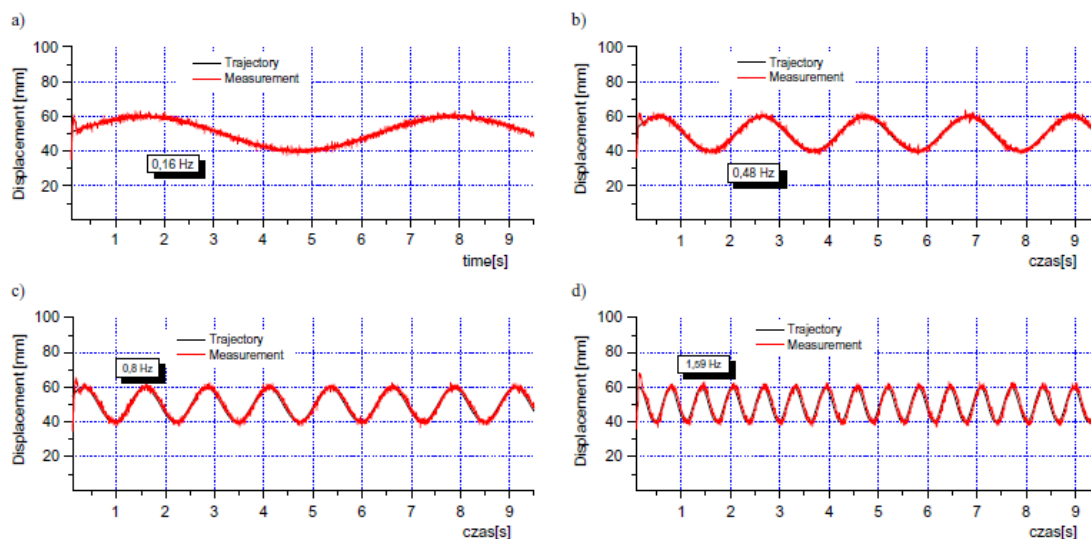 a)
Displacement [mm]
100
80
60
40
20
Trajectory
Measurement
0,16 Hz
1 2 3 4 5 6 7 8 9
time[s]
b)
Displacement [mm]
100
80
60
40
20
Trajectory
Measurement
0,48 Hz
1 2 3 4 5 6 7 8 9
czas[s]
c)
Displacement [mm]
100
80
60
40
20
Trajectory
Measurement
0,8 Hz
1 2 3 4 5 6 7 8 9
czas[s]
d)
Displacement [mm]
100
80
60
40
20
Trajectory
Measurement
1,59 Hz
1 2 3 4 5 6 7 8 9
czas[s]